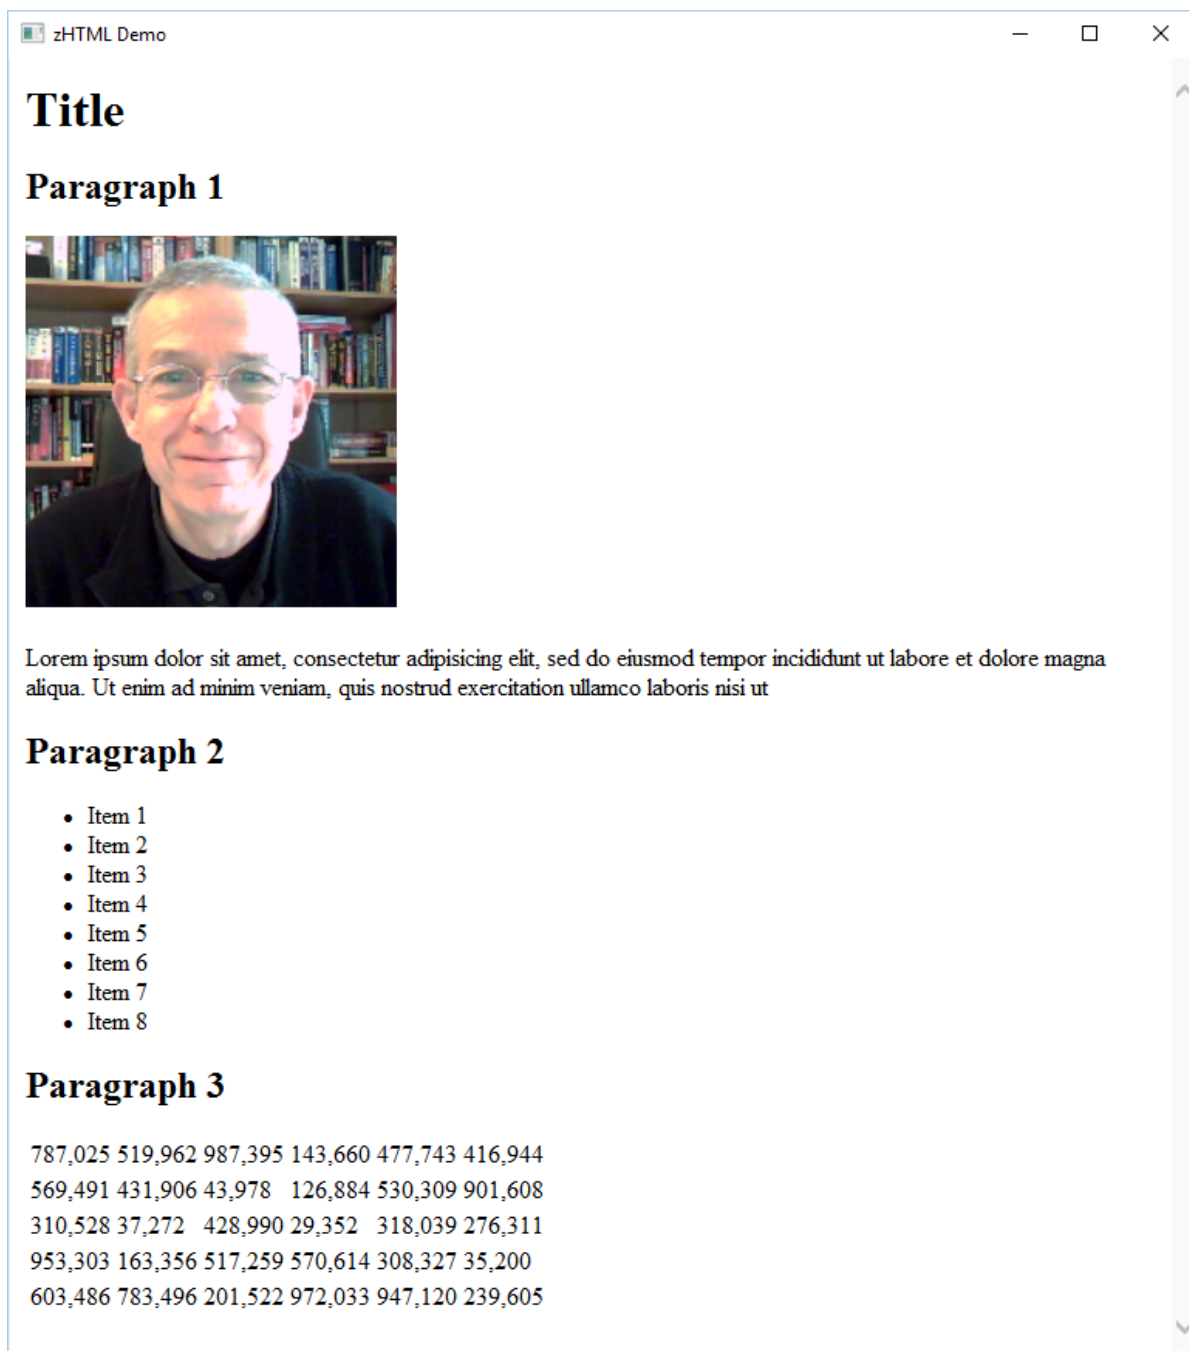 zHTML Demo
Title
Paragraph 1
Lorem ipsum dolor sit amet, consectetur adipisicing elit, sed do eiusmod tempor incididunt ut labore et dolore magna
aliqua. Ut enim ad minim veniam, quis nostrud exercitation ullamco laboris nisi ut
Paragraph 2
• Item 1
• Item 2
• Item 3
• Item 4
• Item 5
• Item 6
• Item 7
• Item 8
Paragraph 3
787,025 519,962 987,395 143,660 477,743 416,944
569,491 431,906 43,978 126,884 530,309 901,608
310,528 37,272 428,990 29,352 318,039 276,311
953,303 163,356 517,259 570,614 308,327 35,200
603,486 783,496 201,522 972,033 947,120 239,605